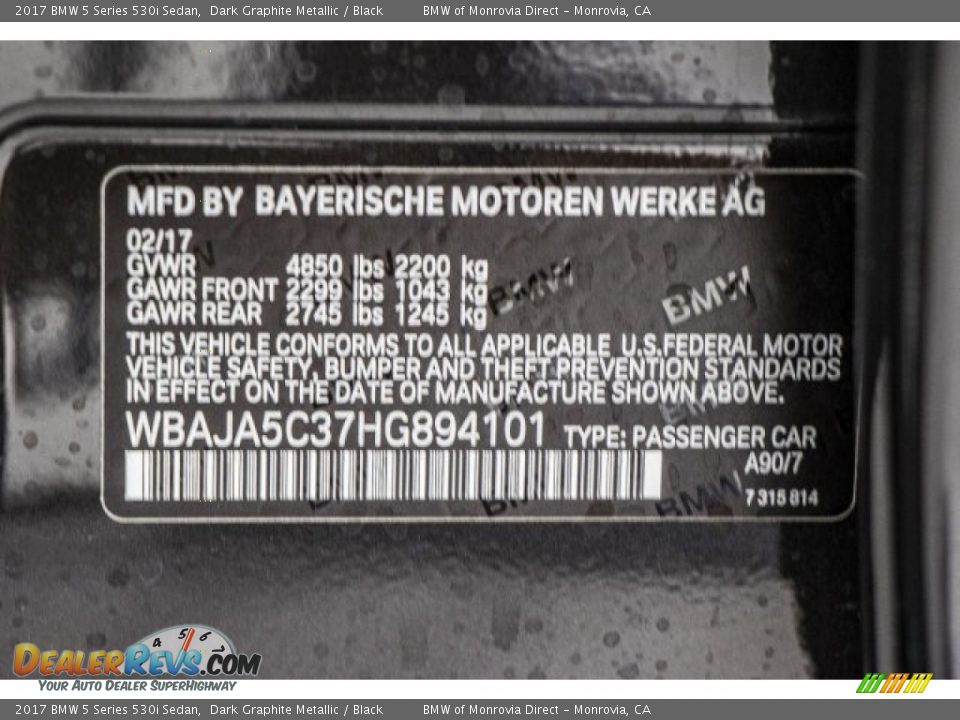 2017 BMW 5 Series 530i Sedan, Dark Graphite Metallic / Black BMW of Monrovia Direct - Monrovia, CA
MFD BY BAYERISCHE MOTOREN WERKE AG
02/17
GVWR 4850 lbs 2200 kg
GAWR FRONT 2299 lbs 1043 kg
GAWR REAR 2745 lbs 1245 kg
BMW BMW
THIS VEHICLE CONFORMS TO ALL APPLICABLE U.S.FEDERAL MOTOR
VEHICLE SAFETY, BUMPER AND THEFT PREVENTION STANDARDS
IN EFFECT ON THE DATE OF MANUFACTURE SHOWN ABOVE.
WBAJA5C37HG894101 TYPE: PASSENGER CAR
A90/7
BMW
7 315 814
4 5 6
DEALERREVS.COM
YOUR AUTO DEALER SUPERHIGHWAY
2017 BMW 5 Series 530i Sedan, Dark Graphite Metallic / Black BMW of Monrovia Direct - Monrovia, CA